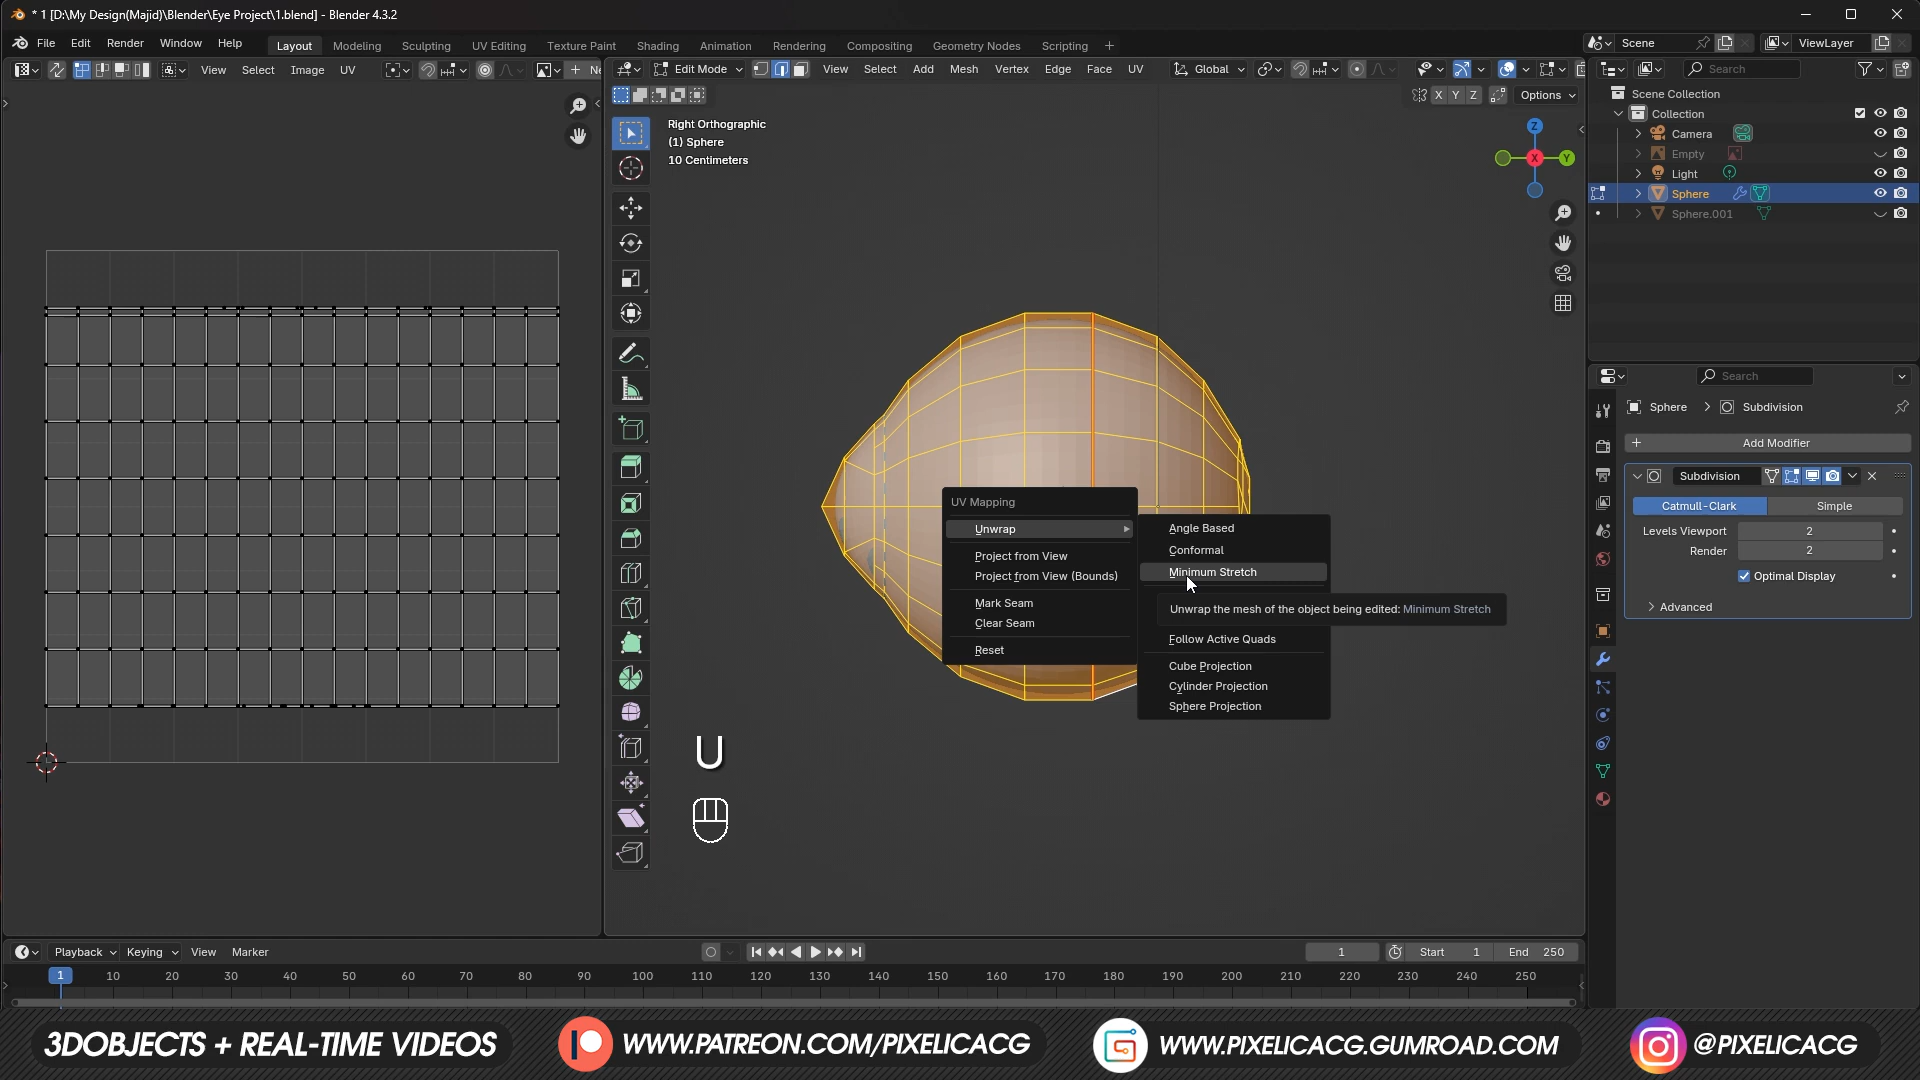 * 1 [D:\My Design(Majid)\Blender\Eye Project\1.blend] - Blender 4.3.2
File Edit Render Window Help Layout Modeling Sculpting UV Editing Texture Paint Shading Animation Rendering Compositing Geometry Nodes Scripting + Scene ViewLayer
View Select Image UV + Ne Edit Mode View Select Add Mesh Vertex Edge Face UV Global Search
X Y Z Options
Scene Collection
Collection
Camera
Empty
Light
Sphere
Sphere.001
Right Orthographic
(1) Sphere
10 Centimeters
Z
X
Y
Search
Sphere > Subdivision
+ Add Modifier
Subdivision
Catmull-Clark Simple
Levels Viewport 2
Render 2
Optimal Display
Advanced
UV Mapping
Unwrap
Project from View
Project from View (Bounds)
Mark Seam
Clear Seam
Reset
Angle Based
Conformal
Minimum Stretch
Unwrap the mesh of the object being edited: Minimum Stretch
Follow Active Quads
Cube Projection
Cylinder Projection
Sphere Projection
U
Playback Keying View Marker 1 Start 1 End 250
1 10 20 30 40 50 60 70 80 90 100 110 120 130 140 150 160 170 180 190 200 210 220 230 240 250
3DOBJECTS + REAL-TIME VIDEOS WWW.PATREON.COM/PIXELICACG WWW.PIXELICACG.GUMROAD.COM @PIXELICACG